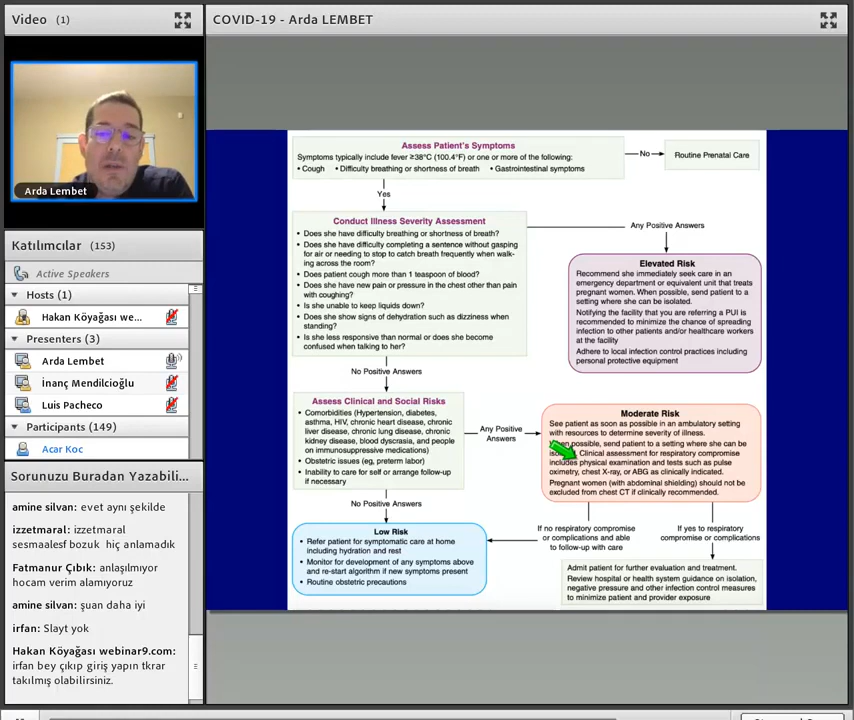 Video (1)
Arda Lembet
Katılımcılar (153)
Active Speakers
Hosts (1)
Hakan Köyağası we...
Presenters (3)
Arda Lembet
İnanç Mendilcioğlu
Luis Pacheco
Participants (149)
Acar Koc
Sorunuzu Buradan Yazabili...
amine silvan: evet aynı şekilde
izzetmaral: izzetmaral
sesmaalesf bozuk hiç anlamadık
Fatmanur Çıbık: anlaşılmıyor
hocam verim alamıyoruz
amine silvan: şuan daha iyi
irfan: Slayt yok
Hakan Köyağası webinar9.com:
irfan bey çıkıp giriş yapın tkrar
takılmış olabilirsiniz.
COVID-19 - Arda LEMBET
Assess Patient's Symptoms
Symptoms typically include fever ≥38°C (100.4°F) or one or more of the following:
• Cough • Difficulty breathing or shortness of breath • Gastrointestinal symptoms
No
Routine Prenatal Care
Yes
Conduct Illness Severity Assessment
• Does she have difficulty breathing or shortness of breath?
• Does she have difficulty completing a sentence without gasping
for air or needing to stop to catch breath frequently when walk-
ing across the room?
• Does patient cough more than 1 teaspoon of blood?
• Does she have new pain or pressure in the chest other than pain
with coughing?
• Is she unable to keep liquids down?
• Does she show signs of dehydration such as dizziness when
standing?
• Is she less responsive than normal or does she become
confused when talking to her?
Any Positive Answers
Elevated Risk
Recommend she immediately seek care in an
emergency department or equivalent unit that treats
pregnant women. When possible, send patient to a
setting where she can be isolated.
Notifying the facility that you are referring a PUI is
recommended to minimize the chance of spreading
infection to other patients and/or healthcare workers
at the facility
Adhere to local infection control practices including
personal protective equipment
No Positive Answers
Assess Clinical and Social Risks
• Comorbidities (Hypertension, diabetes,
asthma, HIV, chronic heart disease, chronic
liver disease, chronic lung disease, chronic
kidney disease, blood dyscrasia, and people
on immunosuppressive medications)
• Obstetric issues (eg, preterm labor)
• Inability to care for self or arrange follow-up
if necessary
Any Positive
Answers
Moderate Risk
See patient as soon as possible in an ambulatory setting
with resources to determine severity of illness.
possible, send patient to a setting where she can be
Clinical assessment for respiratory compromise
includes physical examination and tests such as pulse
oximetry, chest X-ray, or ABG as clinically indicated.
Pregnant women (with abdominal shielding) should not be
excluded from chest CT if clinically recommended.
No Positive Answers
If no respiratory compromise
or complications and able
to follow-up with care
If yes to respiratory
compromise or complications
Low Risk
• Refer patient for symptomatic care at home
including hydration and rest
• Monitor for development of any symptoms above
and re-start algorithm if new symptoms present
• Routine obstetric precautions
Admit patient for further evaluation and treatment.
Review hospital or health system guidance on isolation,
negative pressure and other infection control measures
to minimize patient and provider exposure